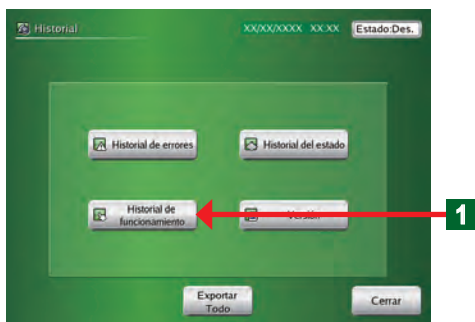 Historial
XX/XX/XXXX XX:XX
Estado:Des.
Historial de errores
Historial del estado
Historial de
funcionamiento
Versión
1
Exportar
Todo
Cerrar